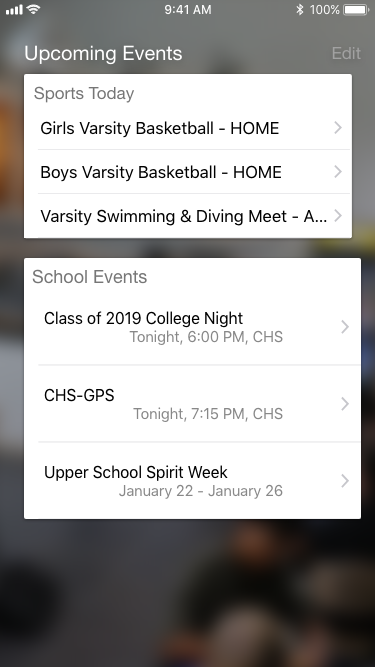 9:41 AM
100%
Upcoming Events
Edit
Sports Today
Girls Varsity Basketball - HOME
Boys Varsity Basketball - HOME
Varsity Swimming & Diving Meet - A...
School Events
Class of 2019 College Night
Tonight, 6:00 PM, CHS
CHS-GPS
Tonight, 7:15 PM, CHS
Upper School Spirit Week
January 22 - January 26